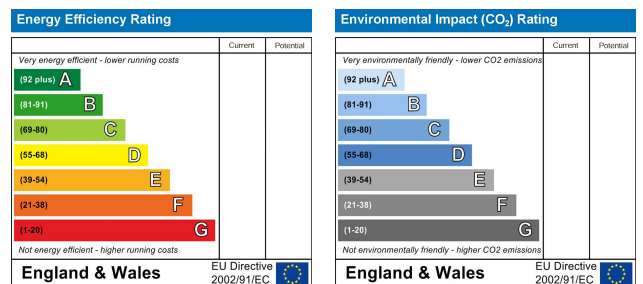 Energy Efficiency Rating
Current Potential
Very energy efficient - lower running costs
(92 plus) A
(81-91) B
(69-80) C
(55-68) D
(39-54) E
(21-38) F
(1-20) G
Not energy efficient - higher running costs
England & Wales
EU Directive
2002/91/EC
Environmental Impact (CO₂) Rating
Current Potential
Very environmentally friendly - lower CO2 emissions
(92 plus) A
(81-91) B
(69-80) C
(55-68) D
(39-54) E
(21-38) F
(1-20) G
Not environmentally friendly - higher CO2 emissions
England & Wales
EU Directive
2002/91/EC